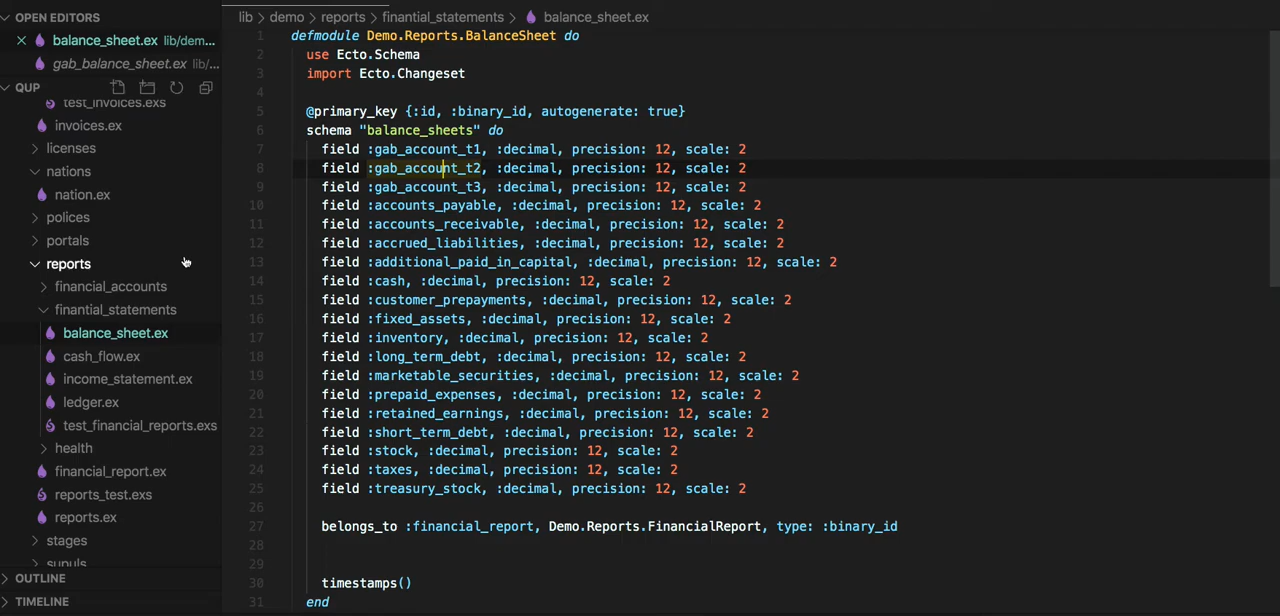 OPEN EDITORS
balance_sheet.ex lib/dem...
gab_balance_sheet.ex lib/...
QUP
test_invoices.exs
invoices.ex
licenses
nations
nation.ex
polices
portals
reports
financial_accounts
finantial_statements
balance_sheet.ex
cash_flow.ex
income_statement.ex
ledger.ex
test_financial_reports.exs
health
financial_report.ex
reports_test.exs
reports.ex
stages
supuls
OUTLINE
TIMELINE
lib > demo > reports > finantial_statements > balance_sheet.ex
1 defmodule Demo.Reports.BalanceSheet do
2 use Ecto.Schema
3 import Ecto.Changeset
4
5 @primary_key {:id, :binary_id, autogenerate: true}
6 schema "balance_sheets" do
7 field :gab_account_t1, :decimal, precision: 12, scale: 2
8 field :gab_account_t2, :decimal, precision: 12, scale: 2
9 field :gab_account_t3, :decimal, precision: 12, scale: 2
10 field :accounts_payable, :decimal, precision: 12, scale: 2
11 field :accounts_receivable, :decimal, precision: 12, scale: 2
12 field :accrued_liabilities, :decimal, precision: 12, scale: 2
13 field :additional_paid_in_capital, :decimal, precision: 12, scale: 2
14 field :cash, :decimal, precision: 12, scale: 2
15 field :customer_prepayments, :decimal, precision: 12, scale: 2
16 field :fixed_assets, :decimal, precision: 12, scale: 2
17 field :inventory, :decimal, precision: 12, scale: 2
18 field :long_term_debt, :decimal, precision: 12, scale: 2
19 field :marketable_securities, :decimal, precision: 12, scale: 2
20 field :prepaid_expenses, :decimal, precision: 12, scale: 2
21 field :retained_earnings, :decimal, precision: 12, scale: 2
22 field :short_term_debt, :decimal, precision: 12, scale: 2
23 field :stock, :decimal, precision: 12, scale: 2
24 field :taxes, :decimal, precision: 12, scale: 2
25 field :treasury_stock, :decimal, precision: 12, scale: 2
26
27 belongs_to :financial_report, Demo.Reports.FinancialReport, type: :binary_id
28
29
30 timestamps()
31 end